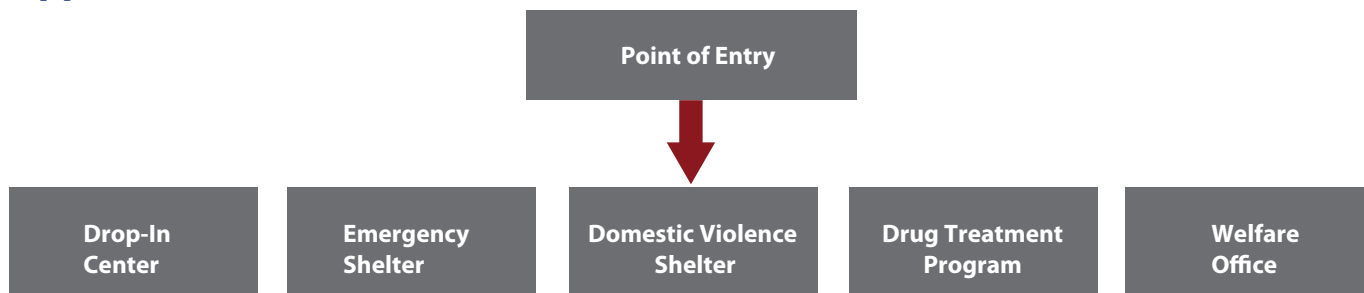 Point of Entry
Drop-In
Center
Emergency
Shelter
Domestic Violence
Shelter
Drug Treatment
Program
Welfare
Office